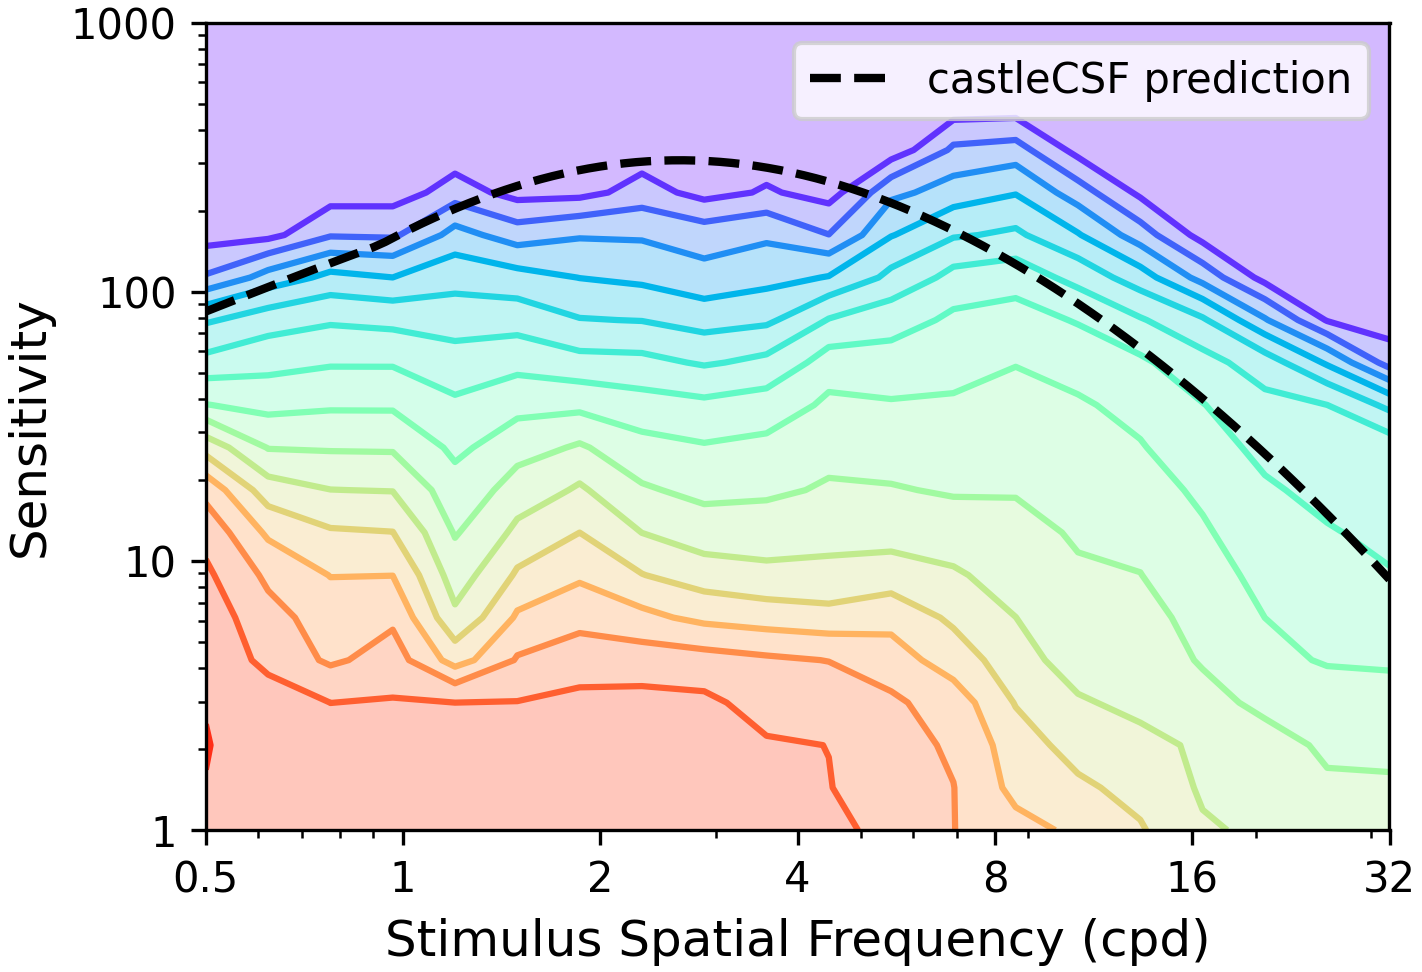 1000
100
10
1
Sensitivity
castleCSF prediction
0.5 1 2 4 8 16 32
Stimulus Spatial Frequency (cpd)